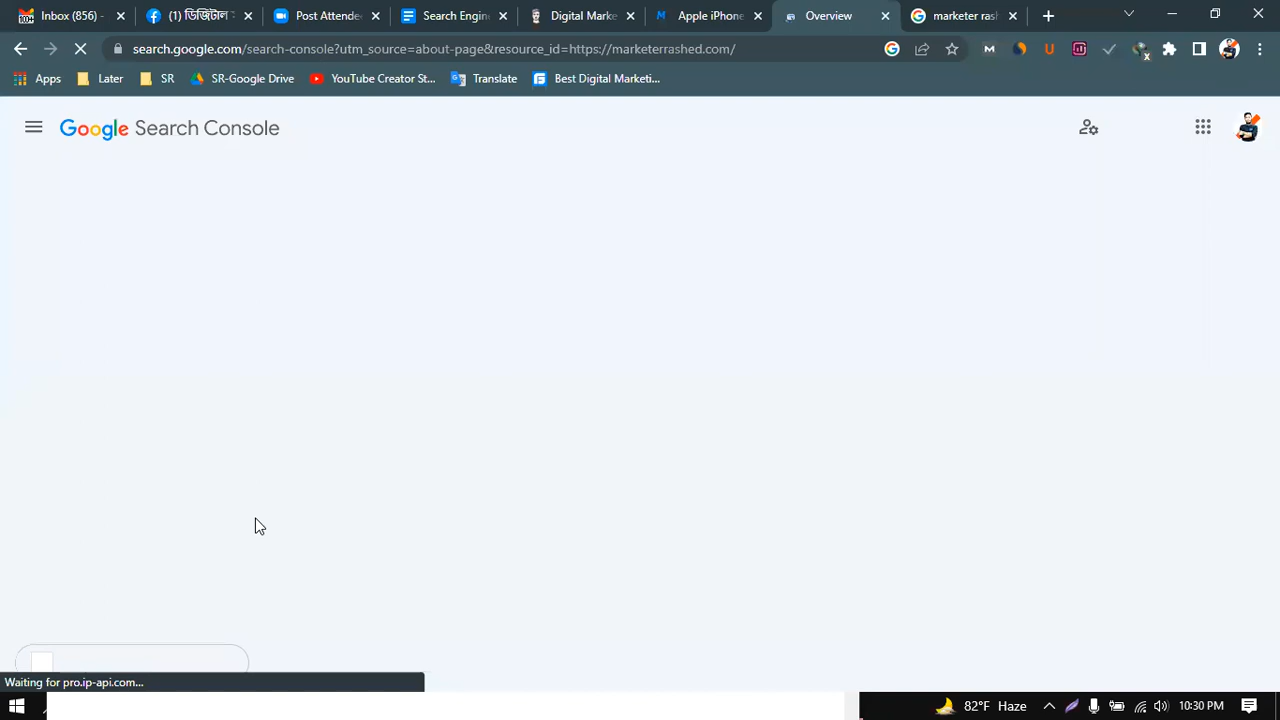 Inbox (856) -
(1) ডিজিটাল
Post Attende
Search Engin
Digital Marke
Apple iPhone
Overview
marketer rash
search.google.com/search-console?utm_source=about-page&resource_id=https://marketerrashed.com/
Apps
Later
SR
SR-Google Drive
YouTube Creator St...
Translate
Best Digital Marketi...
Google Search Console
Waiting for pro.ip-api.com...
82°F Haze
10:30 PM